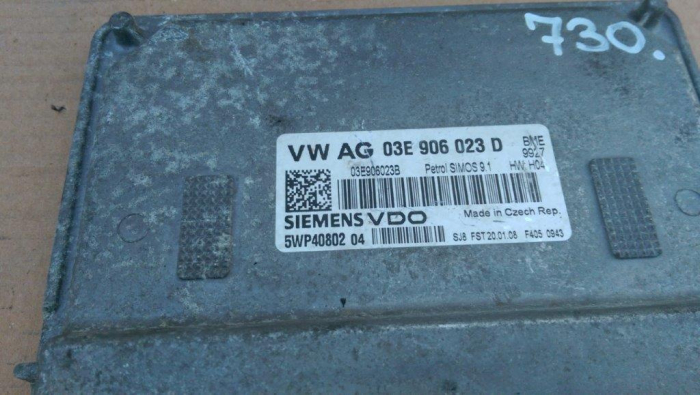 730.
VW AG 03E 906 023 D BME 9927
03E906023B Petrol SIMOS 9.1 HW: H04
SIEMENS VDO Made in Czech Rep.
5WP40802 04 SJ8 FST 20.01.08 F405 0943